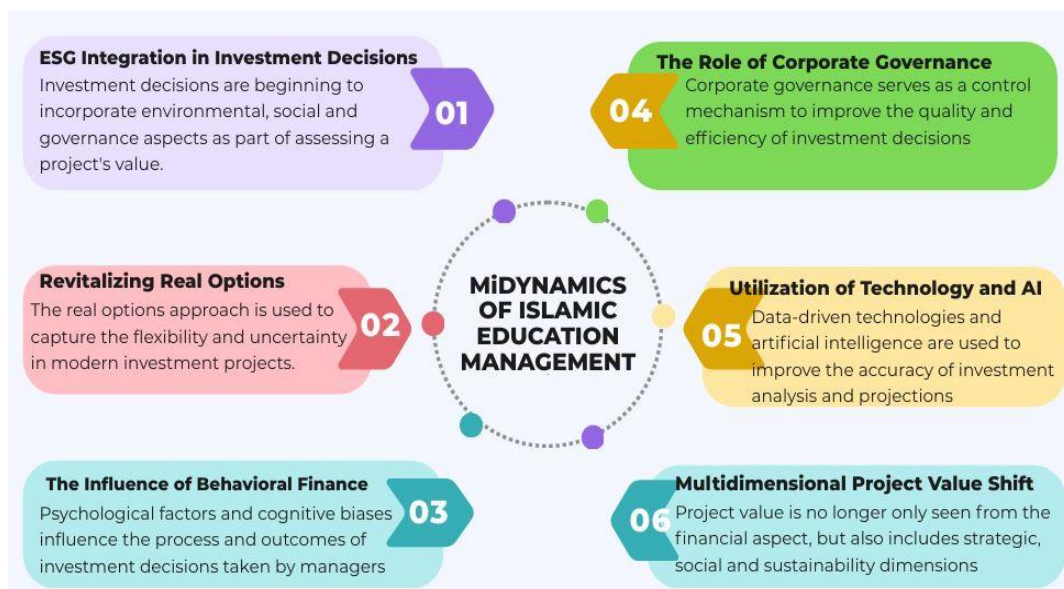 ESG Integration in Investment Decisions
Investment decisions are beginning to
incorporate environmental, social and
governance aspects as part of assessing a
project's value.
01
Revitalizing Real Options
The real options approach is used to
capture the flexibility and uncertainty
in modern investment projects.
02
The Influence of Behavioral Finance
Psychological factors and cognitive biases
influence the process and outcomes of
investment decisions taken by managers
03
MiDYNAMICS
OF ISLAMIC
EDUCATION
MANAGEMENT
The Role of Corporate Governance
Corporate governance serves as a control
mechanism to improve the quality and
efficiency of investment decisions
04
Utilization of Technology and AI
Data-driven technologies and
artificial intelligence are used to
improve the accuracy of investment
analysis and projections
05
Multidimensional Project Value Shift
Project value is no longer only seen from the
financial aspect, but also includes strategic,
social and sustainability dimensions
06